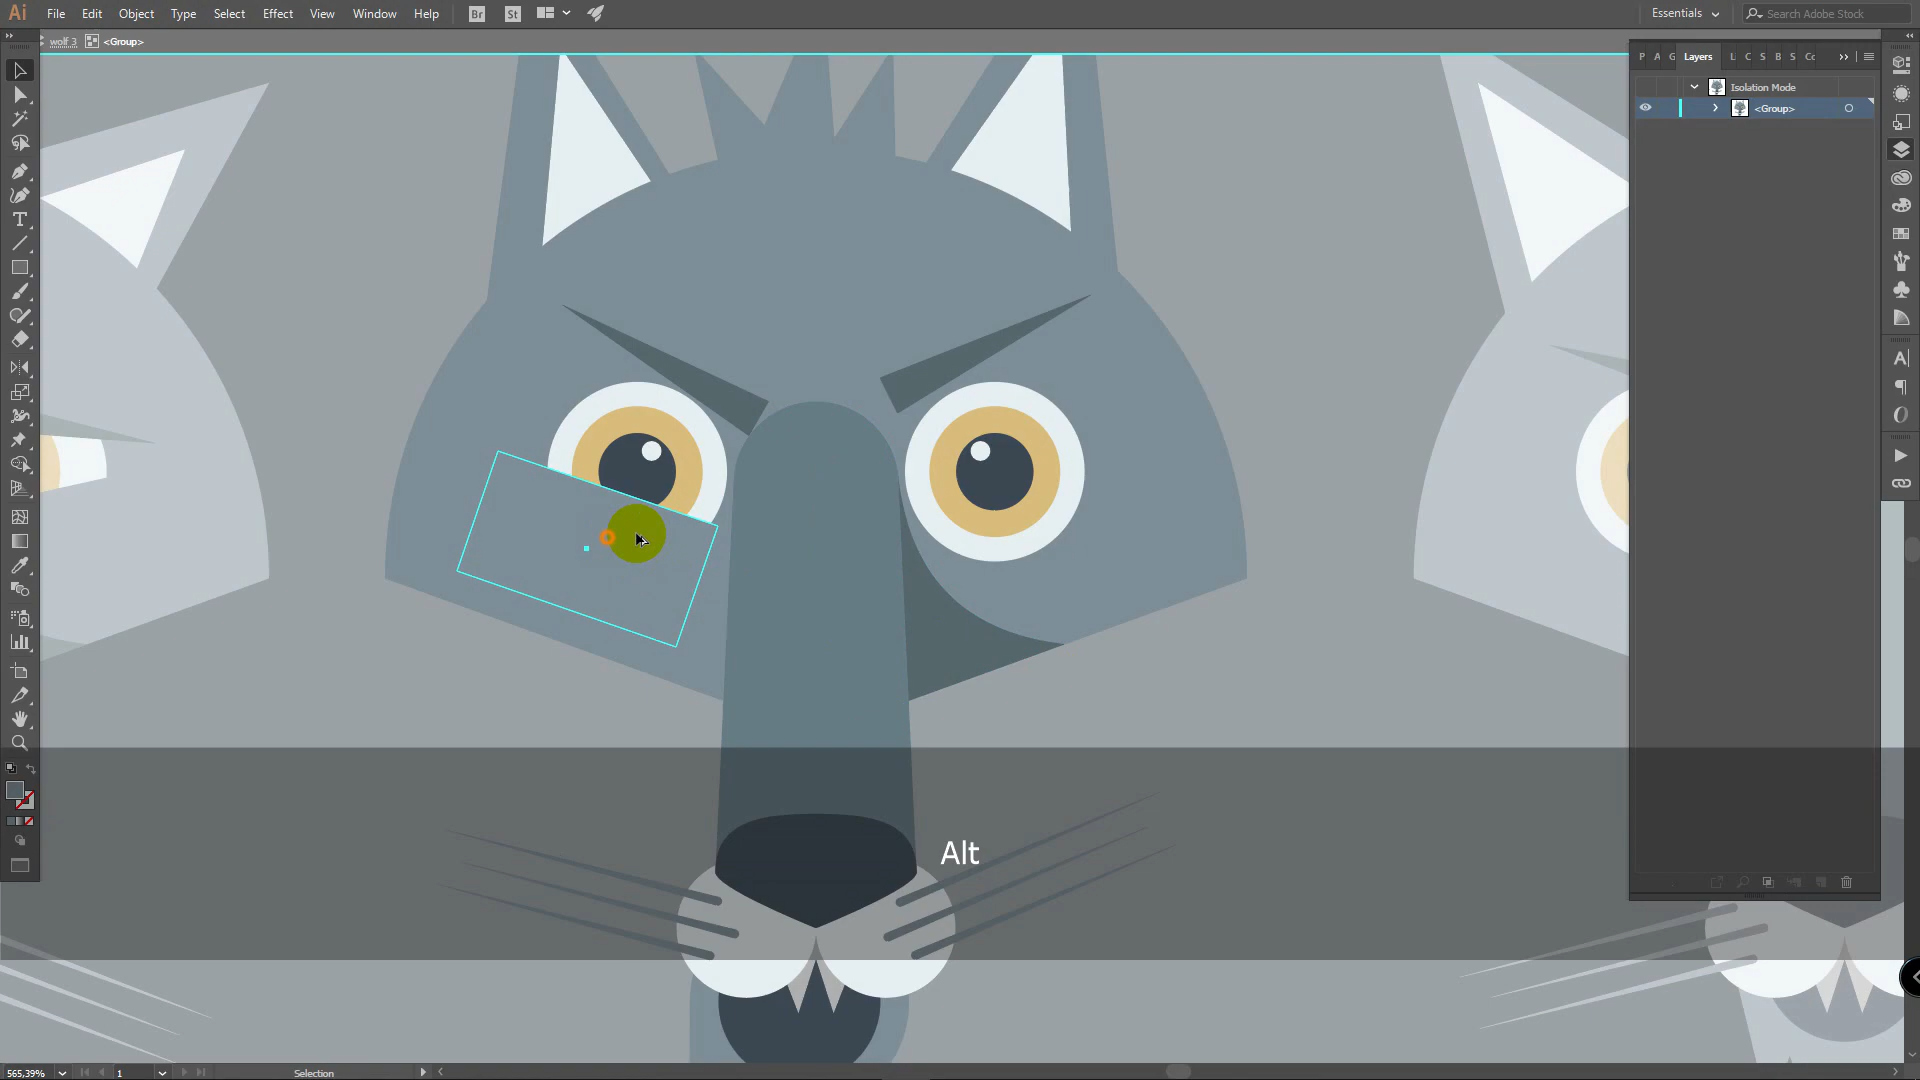 Ai File Edit Object Type Select Effect View Window Help Br St Essentials Search Adobe Stock
wolf 3 <Group>
P A G Layers L C S B S Cc
Isolation Mode
<Group>
Alt
565,39% 1 Selection